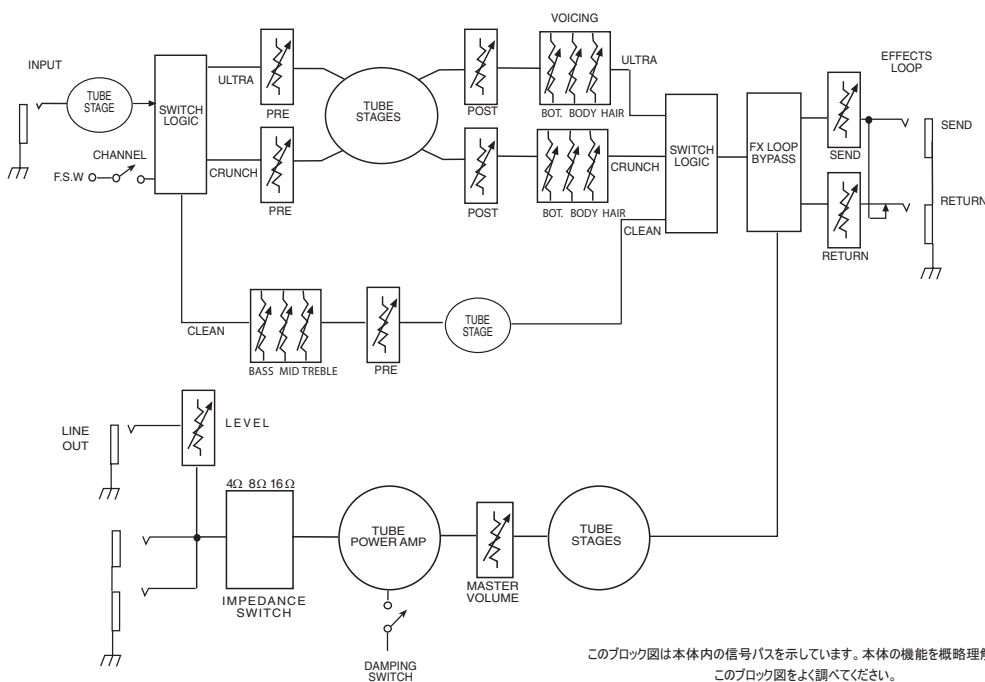 VOICING
INPUT
TUBE
STAGE
SWITCH
LOGIC
CHANNEL
F.S.W
ULTRA
PRE
CRUNCH
PRE
TUBE
STAGES
POST
POST
BOT. BODY HAIR
ULTRA
BOT. BODY HAIR
CRUNCH
CLEAN
SWITCH
LOGIC
FX LOOP
BYPASS
EFFECTS
LOOP
SEND
SEND
RETURN
RETURN
CLEAN
BASS MID TREBLE
PRE
TUBE
STAGE
LINE
OUT
LEVEL
4Ω 8Ω 16Ω
IMPEDANCE
SWITCH
TUBE
POWER AMP
MASTER
VOLUME
TUBE
STAGES
DAMPING
SWITCH
このブロック図は本体内の信号パスを示しています。本体の機能を概略理解
このブロック図をよく調べてください。